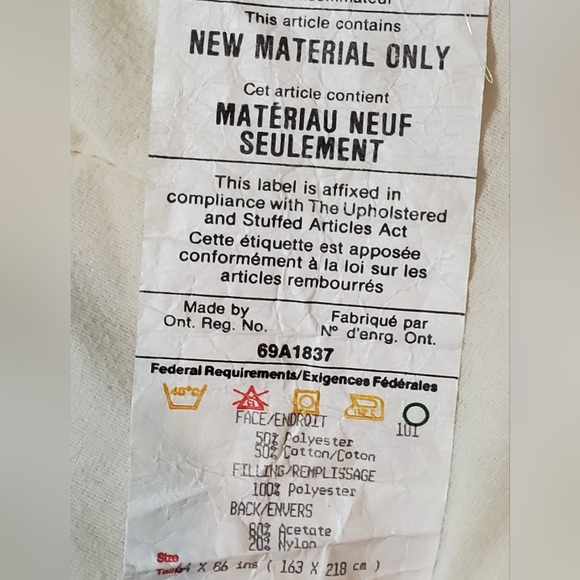 This article contains
NEW MATERIAL ONLY
Cet article contient
MATÉRIAU NEUF
SEULEMENT
This label is affixed in
compliance with The Upholstered
and Stuffed Articles Act
Cette étiquette est apposée
conformément à la loi sur les
articles rembourrés
Made by
Ont. Reg. No.
Fabriqué par
N° d'enrg. Ont.
69A1837
Federal Requirements/Exigences Fédérales
40°C
CL
FACE/ENDROIT
101
50% Polyester
50% Cotton/Coton
FILLING/REMPLISSAGE
100% Polyester
BACK/ENVERS
80% Acetate
20% Nylon
Size
64 X 86 ins ( 163 X 218 cm )